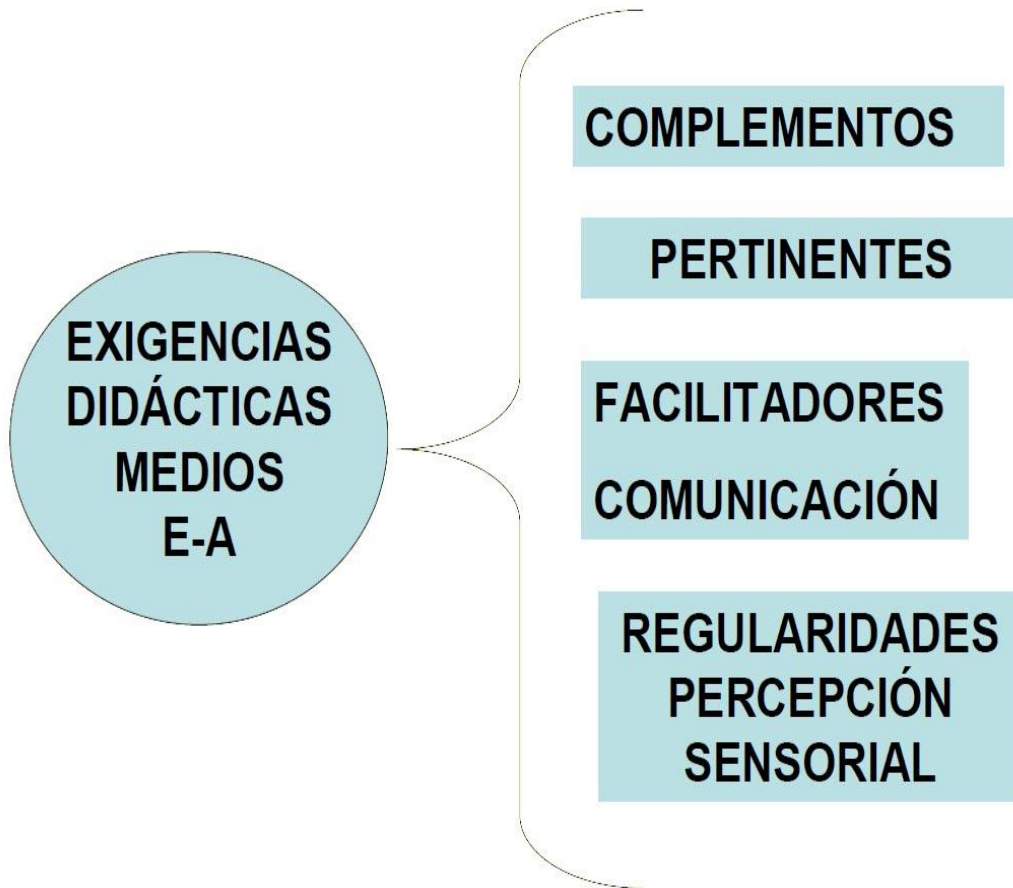 EXIGENCIAS
DIDÁCTICAS
MEDIOS
E-A
COMPLEMENTOS
PERTINENTES
FACILITADORES
COMUNICACIÓN
REGULARIDADES
PERCEPCIÓN
SENSORIAL